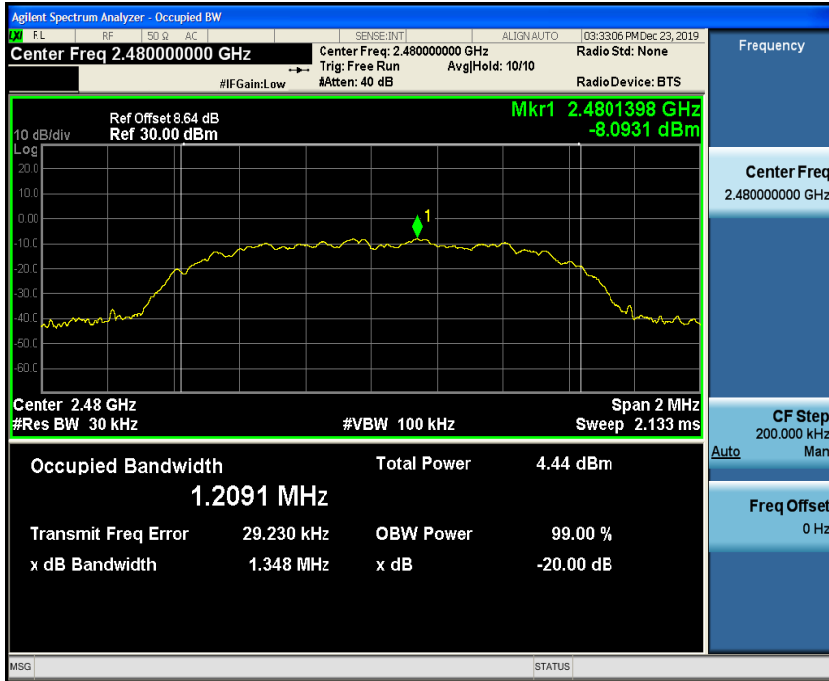 Agilent Spectrum Analyzer - Occupied BW
LXI RL RF 50 Ω AC SENSE:INT ALIGN AUTO 03:33:06 PM Dec 23, 2019
Center Freq 2.480000000 GHz
Center Freq: 2.480000000 GHz
Radio Std: None
Trig: Free Run Avg|Hold: 10/10
#IFGain:Low #Atten: 40 dB Radio Device: BTS
Mkr1 2.4801398 GHz
-8.0931 dBm
Ref Offset 8.64 dB
10 dB/div Ref 30.00 dBm
Log
20.0
10.0
0.00
-10.0
-20.0
-30.0
-40.0
-50.0
-60.0
1
Center 2.48 GHz Span 2 MHz
#Res BW 30 kHz #VBW 100 kHz Sweep 2.133 ms
Occupied Bandwidth Total Power 4.44 dBm
1.2091 MHz
Transmit Freq Error 29.230 kHz OBW Power 99.00 %
x dB Bandwidth 1.348 MHz x dB -20.00 dB
MSG STATUS
Frequency
Center Freq
2.480000000 GHz
CF Step
200.000 kHz
Auto Man
Freq Offset
0 Hz